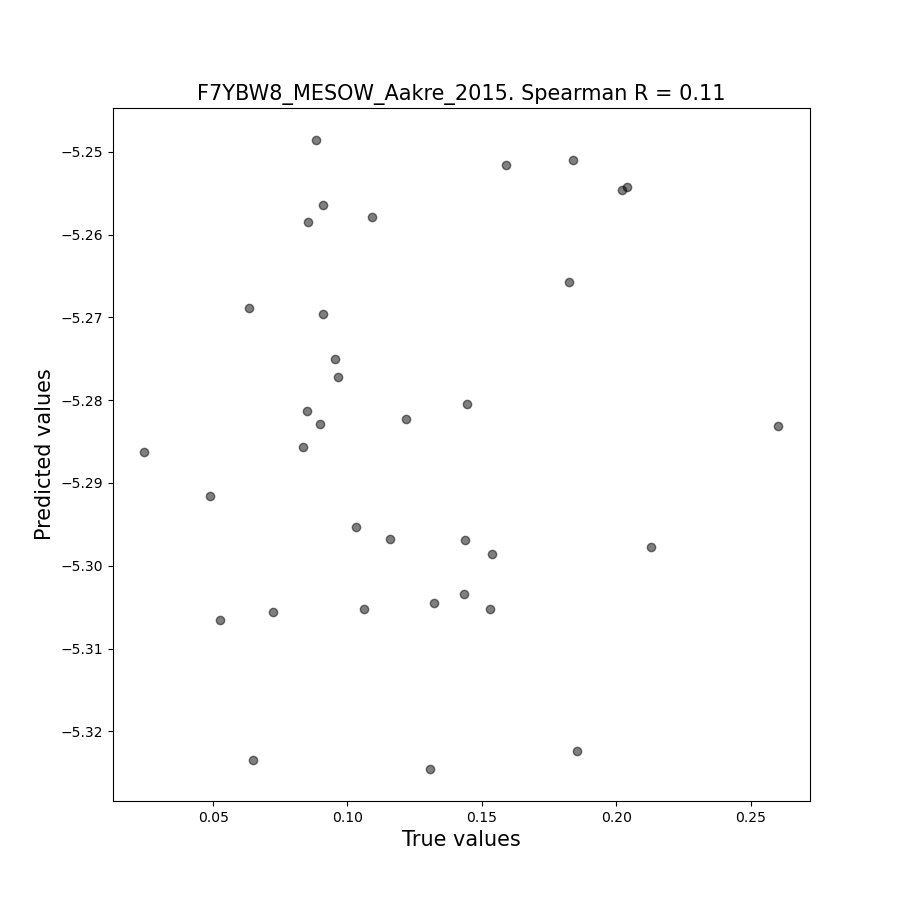 F7YBW8_MESOW_Aakre_2015. Spearman R = 0.11
−5.25
−5.26
−5.27
−5.28
−5.29
−5.30
−5.31
−5.32
Predicted values
0.05 0.10 0.15 0.20 0.25
True values